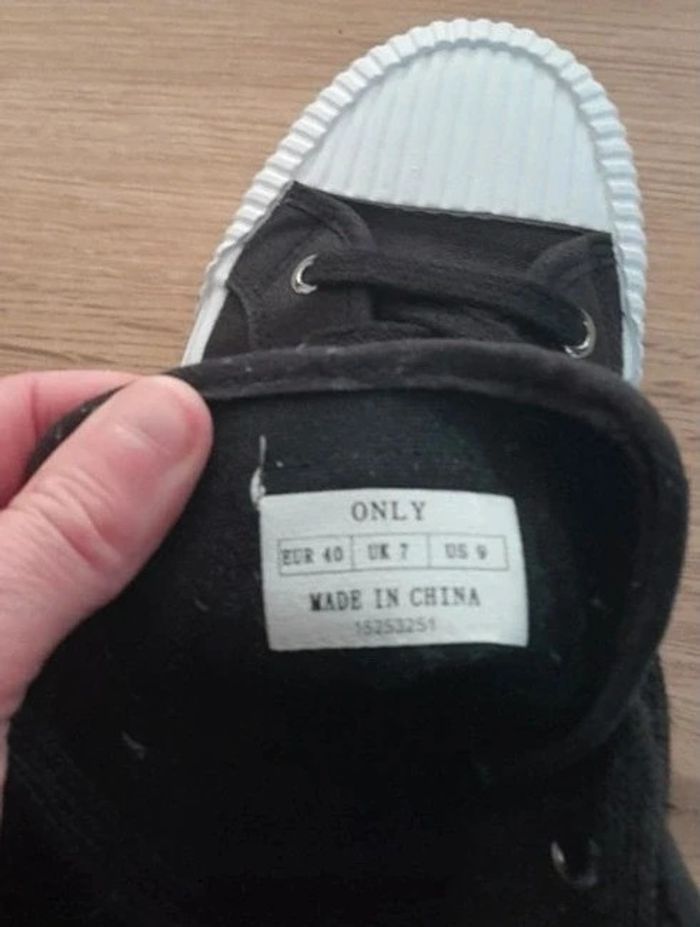 ONLY
EUR 40 UK 7 US 9
MADE IN CHINA
15253251